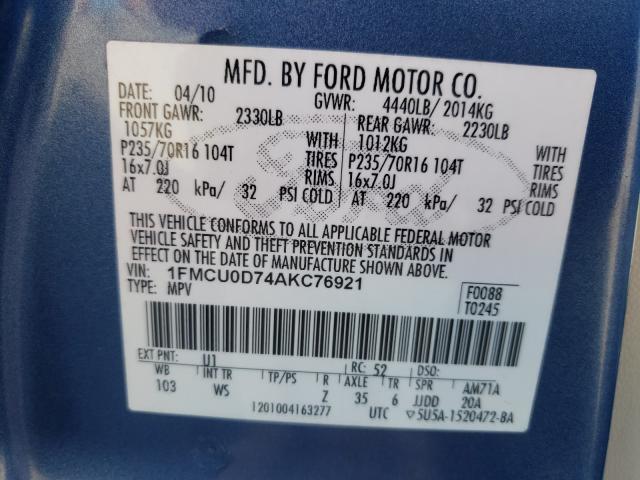 MFD. BY FORD MOTOR CO.
DATE: 04/10 GVWR: 4440LB/ 2014KG
FRONT GAWR: 2330LB REAR GAWR: 2230LB
1057KG WITH 1012KG WITH
P235/70R16 104T TIRES P235/70R16 104T TIRES
16x7.0J RIMS 16x7.0J RIMS
AT 220 kPa/ 32 PSI COLD AT 220 kPa/ 32 PSI COLD
Ford
THIS VEHICLE CONFORMS TO ALL APPLICABLE FEDERAL MOTOR
VEHICLE SAFETY AND THEFT PREVENTION STANDARDS IN
EFFECT ON THE DATE OF MANUFACTURE SHOWN ABOVE.
VIN: 1FMCU0D74AKC76921
TYPE: MPV
F0088
T0245
EXT PNT: U1 RC: 52 DSO:
WB INT TR TP/PS R AXLE TR SPR AM71A
103 WS Z 35 6 JJDD 20A
1201004163277 UTC ▽5U5A-1520472-BA